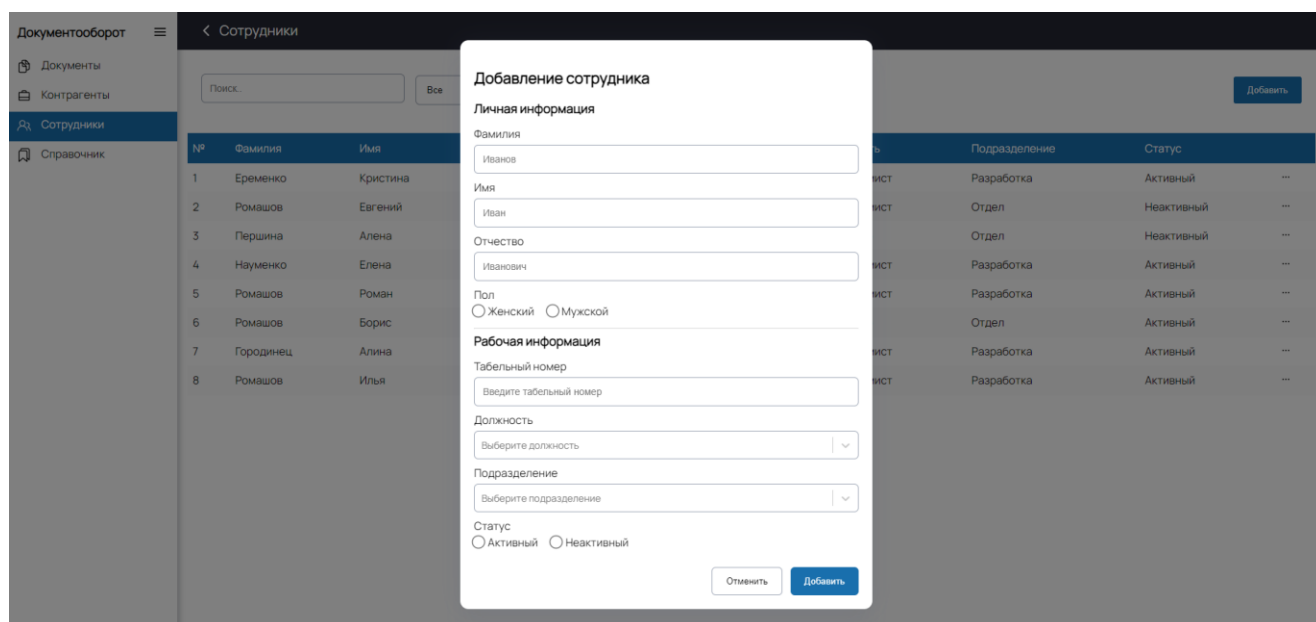 Документооборот
Сотрудники
Документы
Контрагенты
Сотрудники
Справочник
Поиск..
Все
Добавить
№ Фамилия Имя Подразделение Статус
1 Еременко Кристина Разработка Активный ...
2 Ромашов Евгений Отдел Неактивный ...
3 Першина Алена Отдел Неактивный ...
4 Науменко Елена Разработка Активный ...
5 Ромашов Роман Разработка Активный ...
6 Ромашов Борис Отдел Активный ...
7 Городинец Алина Разработка Активный ...
8 Ромашов Илья Разработка Активный ...
Добавление сотрудника
Личная информация
Фамилия
Иванов
Имя
Иван
Отчество
Иванович
Пол
Женский Мужской
Рабочая информация
Табельный номер
Введите табельный номер
Должность
Выберите должность
Подразделение
Выберите подразделение
Статус
Активный Неактивный
Отменить Добавить